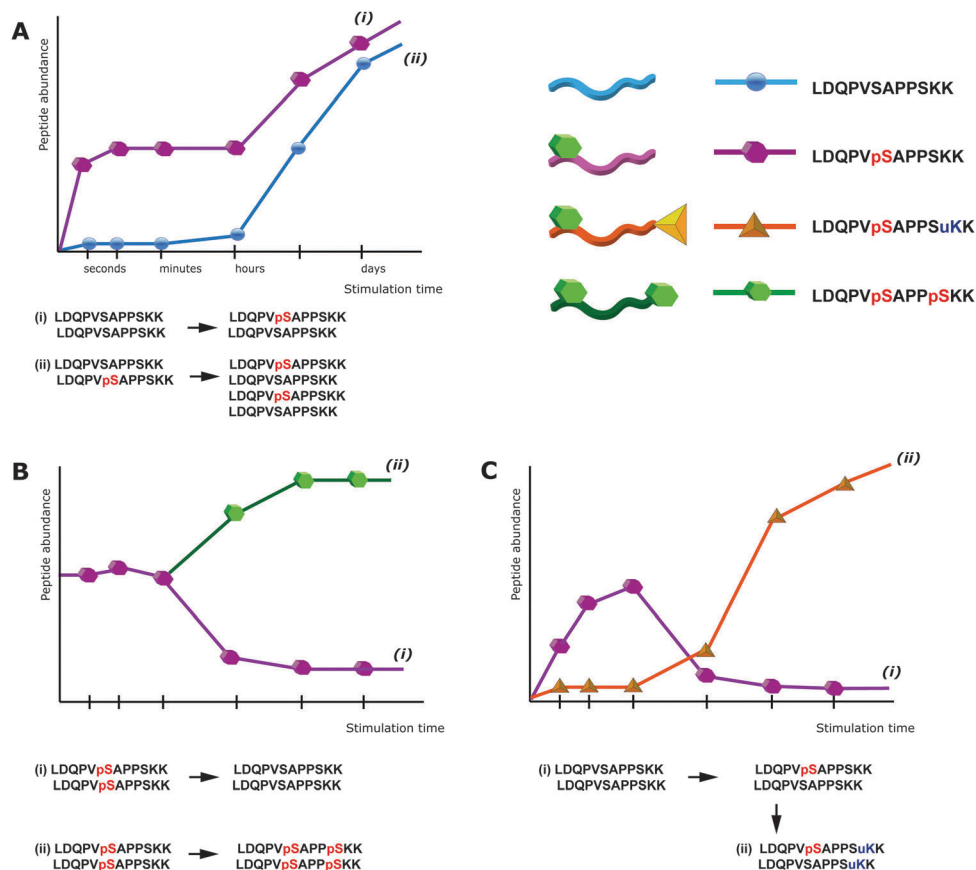 A
Peptide abundance
(i)
(ii)
seconds
minutes
hours
days
Stimulation time
(i) LDQPVSAPPSKK
LDQPVSAPPSKK
LDQPVpSAPPSKK
LDQPVSAPPSKK
(ii) LDQPVSAPPSKK
LDQPVpSAPPSKK
LDQPVpSAPPSKK
LDQPVSAPPSKK
LDQPVpSAPPSKK
LDQPVSAPPSKK
LDQPVSAPPSKK
LDQPVpSAPPSKK
LDQPVpSAPPSuKK
LDQPVpSAPPpSKK
B
Peptide abundance
(ii)
(i)
Stimulation time
(i) LDQPVpSAPPSKK
LDQPVpSAPPSKK
LDQPVSAPPSKK
LDQPVSAPPSKK
(ii) LDQPVpSAPPSKK
LDQPVpSAPPSKK
LDQPVpSAPPpSKK
LDQPVpSAPPpSKK
C
Peptide abundance
(ii)
(i)
Stimulation time
(i) LDQPVSAPPSKK
LDQPVSAPPSKK
LDQPVpSAPPSKK
LDQPVSAPPSKK
(ii) LDQPVpSAPPSuKK
LDQPVSAPPSuKK